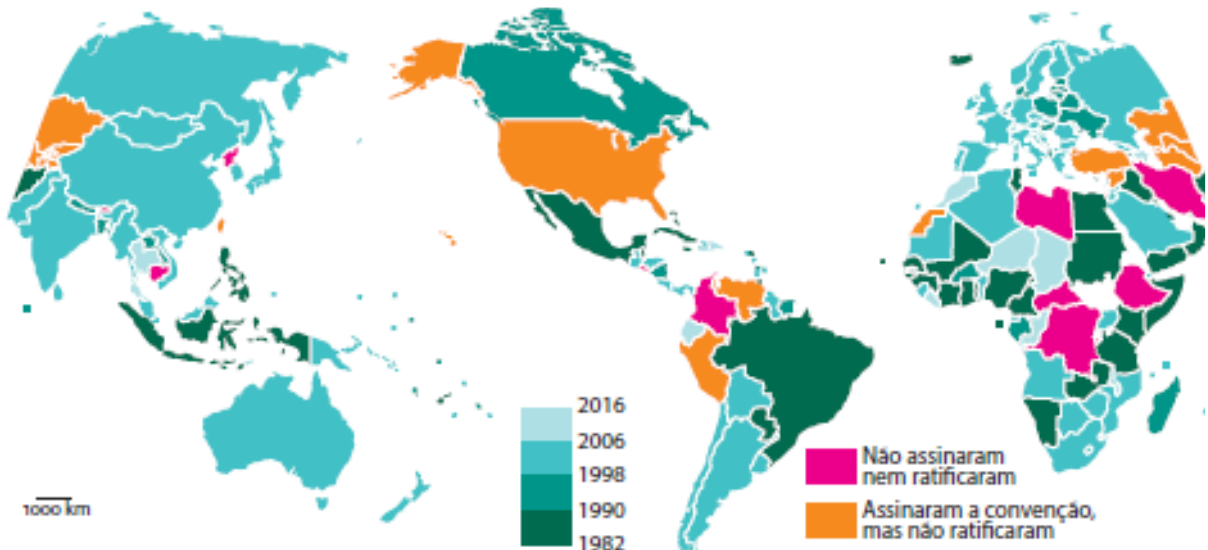 2016
2006
1998
1990
1982
Não assinaram
nem ratificaram
Assinaram a convenção,
mas não ratificaram
1000 km